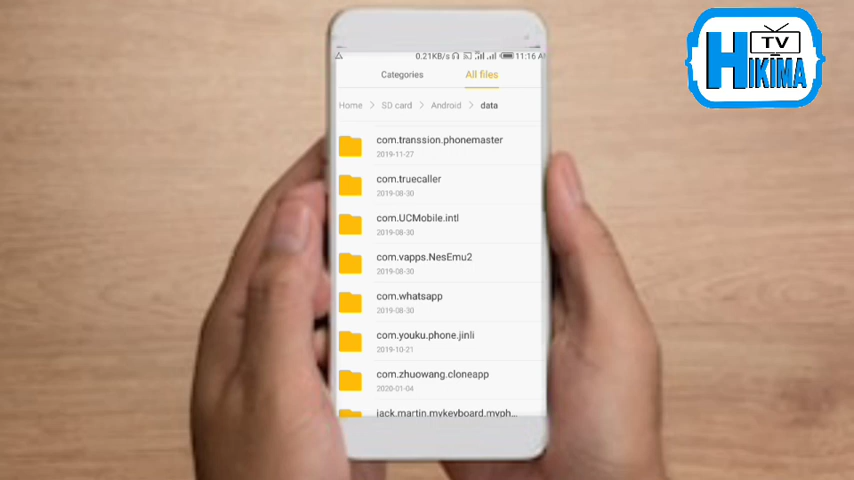 TV
HIKIMA
0.21KB/s 11:16 A
Categories All files
Home > SD card > Android > data
com.transsion.phonemaster
2019-11-27
com.truecaller
2019-08-30
com.UCMobile.intl
2019-08-30
com.vapps.NesEmu2
2019-08-30
com.whatsapp
2019-08-30
com.youku.phone.jinli
2019-10-21
com.zhuowang.cloneapp
2020-01-04
jack.martin.mykeyboard.myph...